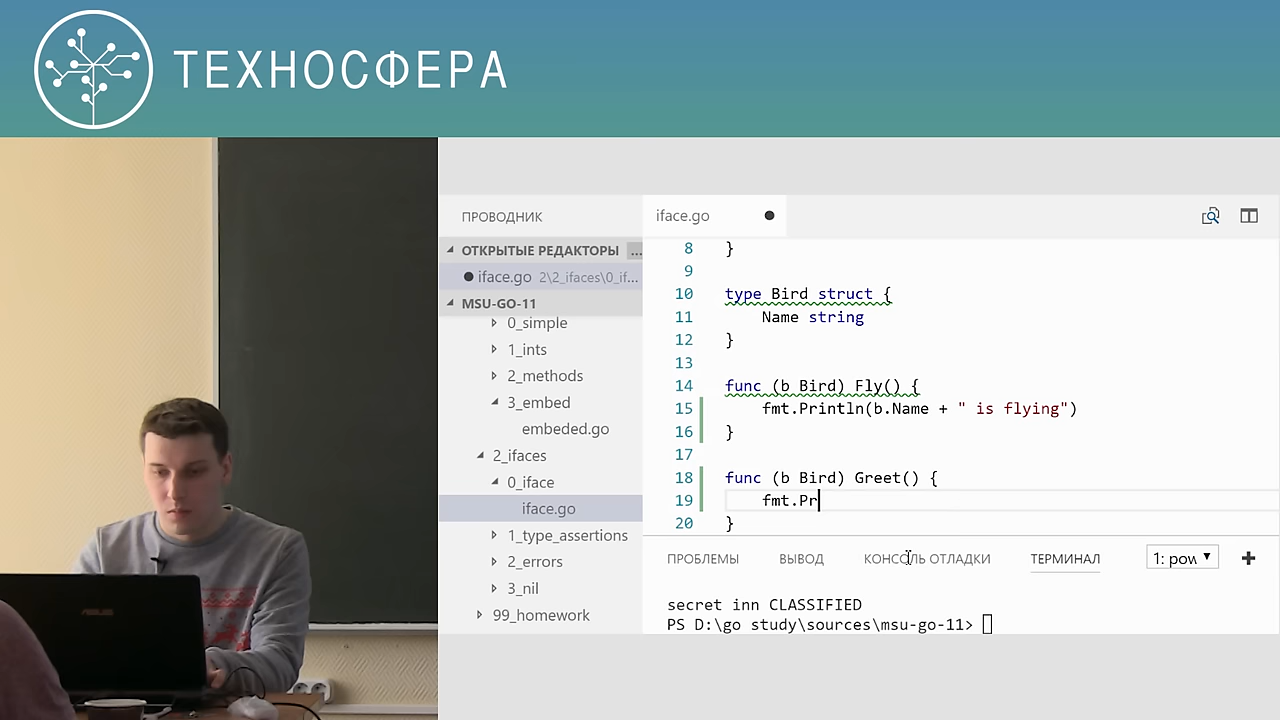 ТЕХНОСФЕРА
ПРОВОДНИК
ОТКРЫТЫЕ РЕДАКТОРЫ ...
iface.go 2\2_ifaces\0_if...
MSU-GO-11
0_simple
1_ints
2_methods
3_embed
embeded.go
2_ifaces
0_iface
iface.go
1_type_assertions
2_errors
3_nil
99_homework
iface.go
8 }
9
10 type Bird struct {
11 Name string
12 }
13
14 func (b Bird) Fly() {
15 fmt.Println(b.Name + " is flying")
16 }
17
18 func (b Bird) Greet() {
19 fmt.Pr
20 }
ПРОБЛЕМЫ ВЫВОД КОНСОЛЬ ОТЛАДКИ ТЕРМИНАЛ 1: pow
secret inn CLASSIFIED
PS D:\go study\sources\msu-go-11>
ASUS